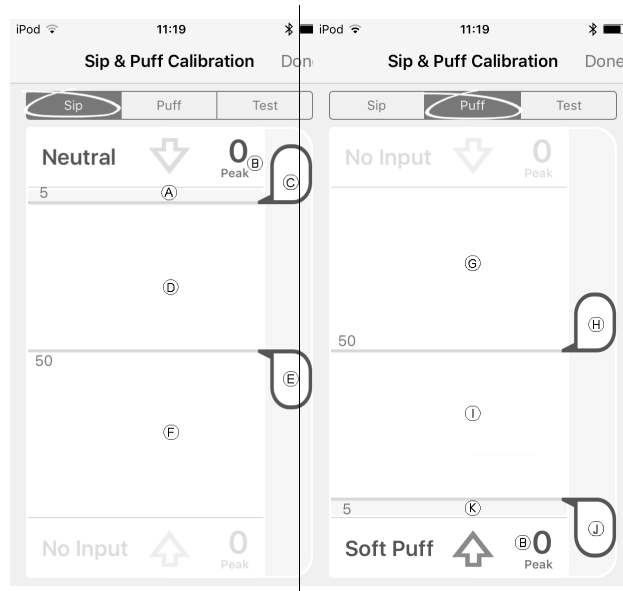 iPod 11:19
Sip & Puff Calibration Don
Sip Puff Test
Neutral 0 Ⓑ
Peak
Ⓒ
5 Ⓐ
Ⓓ
50
Ⓔ
Ⓕ
No Input 0
Peak
iPod 11:19
Sip & Puff Calibration Done
Sip Puff Test
No Input 0
Peak
Ⓖ
Ⓗ
50
Ⓘ
5 Ⓚ
Ⓙ
Soft Puff Ⓑ 0
Peak